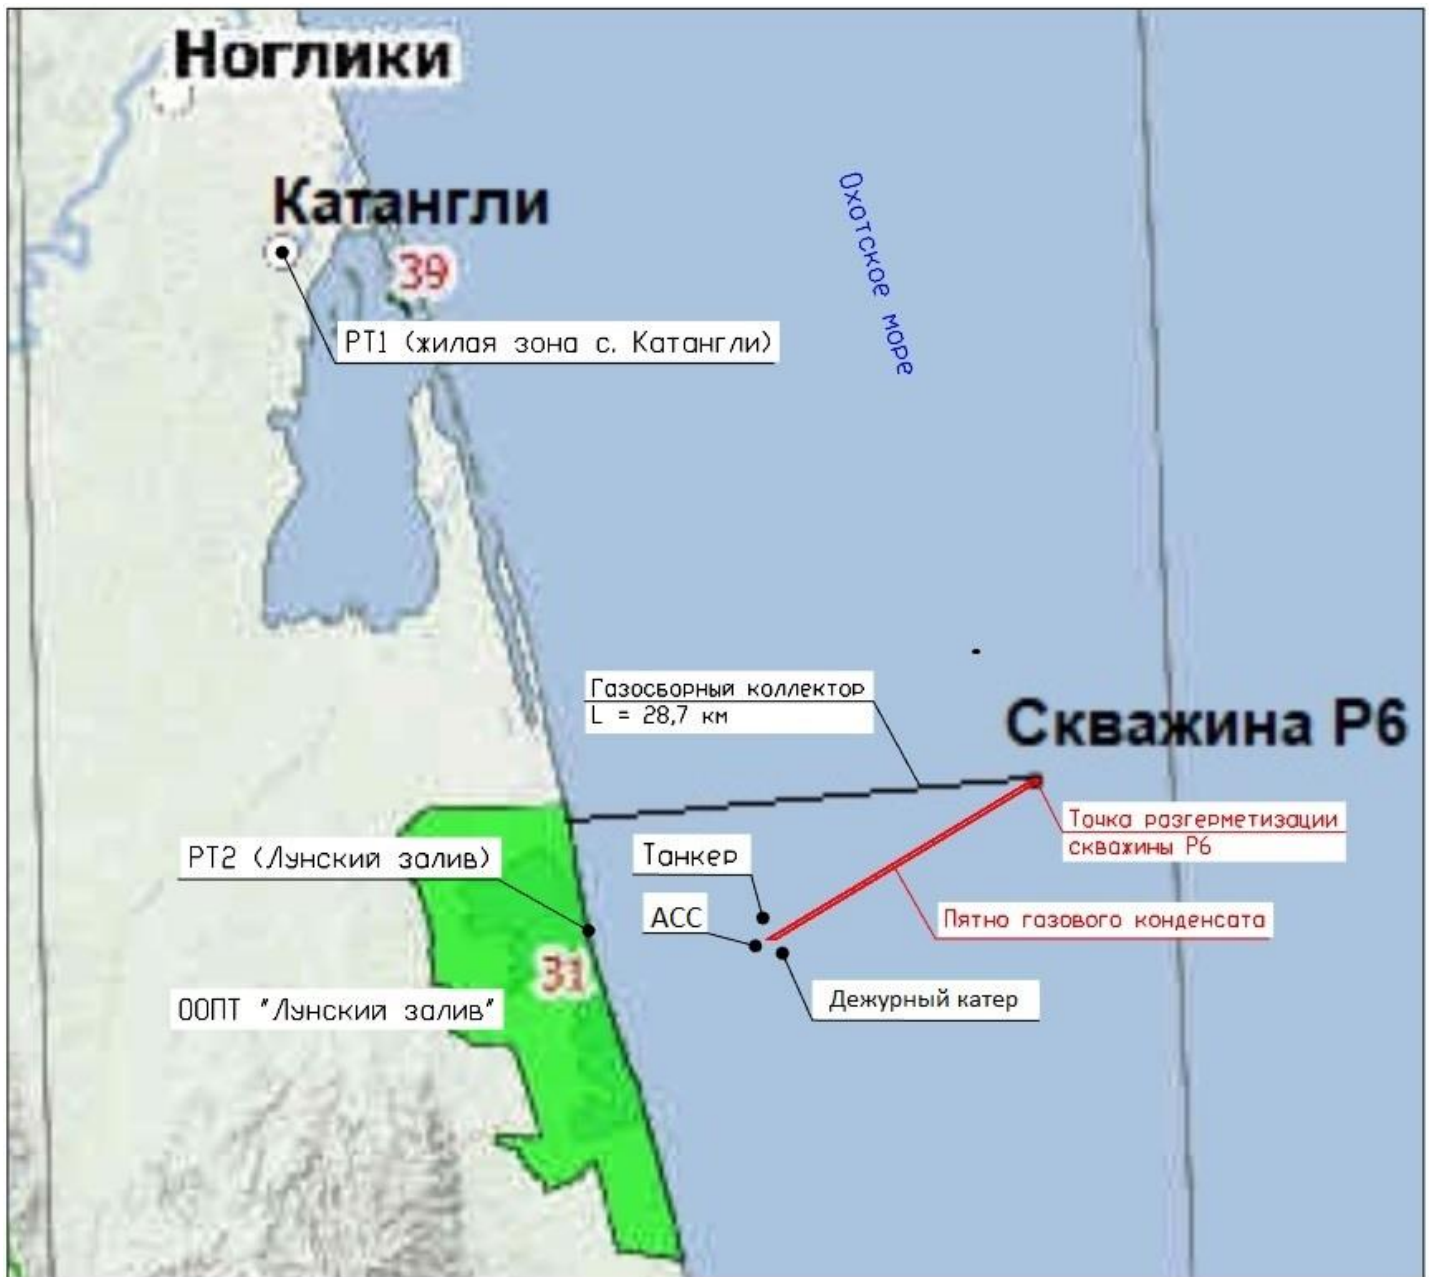 Ноглики
Катангли
39
РТ1 (жилая зона с. Катангли)
Охотское море
Газосборный коллектор
L = 28,7 км
Скважина Р6
Точка разгерметизации
скважины Р6
РТ2 (Лунский залив)
Танкер
АСС
Пятно газового конденсата
31
ООПТ "Лунский залив"
Дежурный катер